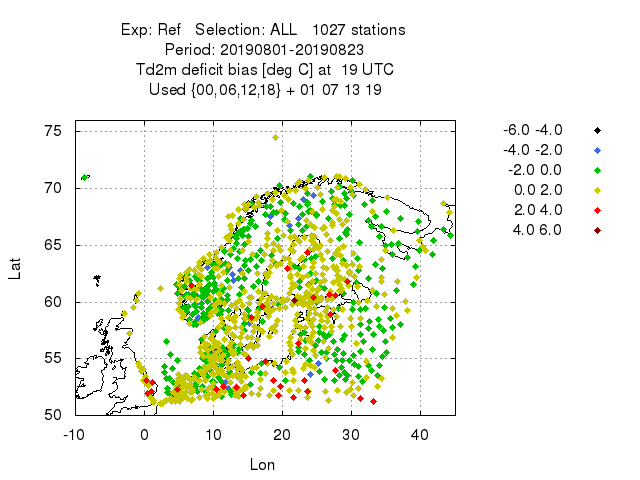 Exp: Ref   Selection: ALL   1027 stations
Period: 20190801-20190823
Td2m deficit bias [deg C] at  19 UTC
Used {00,06,12,18} + 01 07 13 19
-6.0 -4.0
-4.0 -2.0
-2.0 0.0
0.0 2.0
2.0 4.0
4.0 6.0
75
70
65
60
55
50
Lat
-10 0 10 20 30 40
Lon